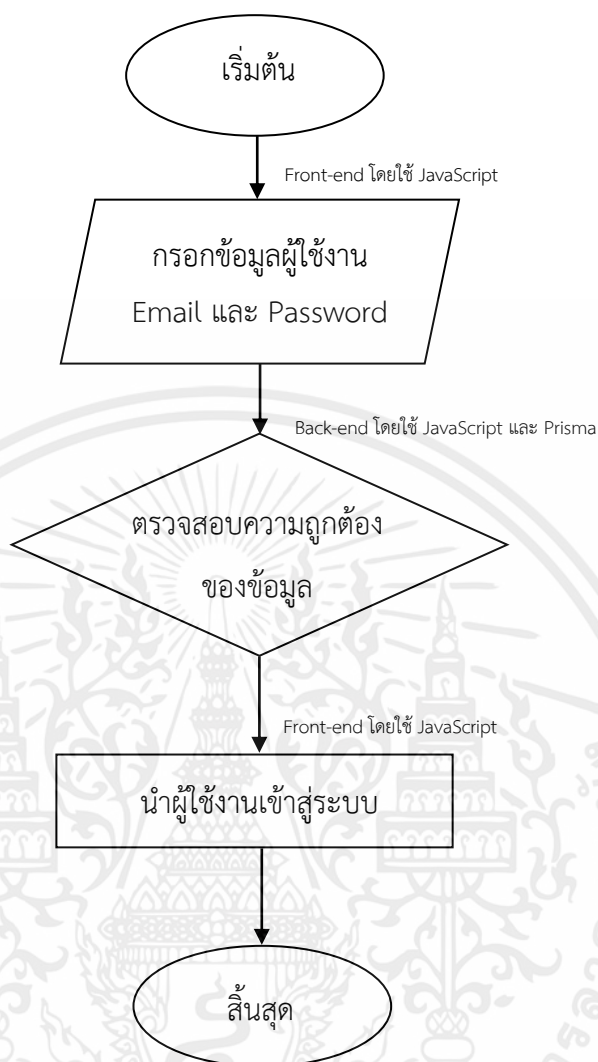 เริ่มต้น
Front-end โดยใช้ JavaScript
กรอกข้อมูลผู้ใช้งาน
Email และ Password
Back-end โดยใช้ JavaScript และ Prisma
ตรวจสอบความถูกต้อง
ของข้อมูล
Front-end โดยใช้ JavaScript
นำผู้ใช้งานเข้าสู่ระบบ
สิ้นสุด